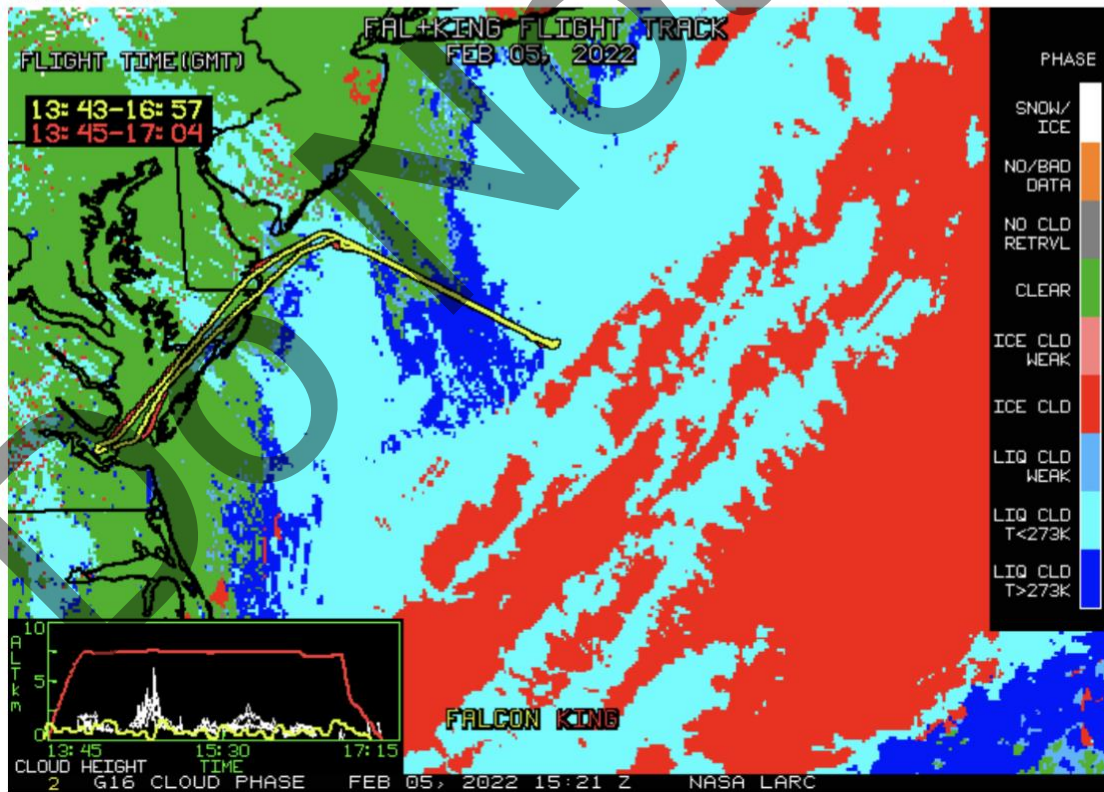 FAL+KING FLIGHT TRACK
FEB 05, 2022
FLIGHT TIME(GMT)
13:43-16:57
13:45-17:04
PHASE
SNOW/
ICE
NO/BAD
DATA
NO CLD
RETRVL
CLEAR
ICE CLD
WEAK
ICE CLD
LIQ CLD
WEAK
LIQ CLD
T<273K
LIQ CLD
T>273K
FALCON KING
10
5
0
ALT km
13:45 15:30 17:15
CLOUD HEIGHT TIME
2 G16 CLOUD PHASE FEB 05, 2022 15:21 Z NASA LARC